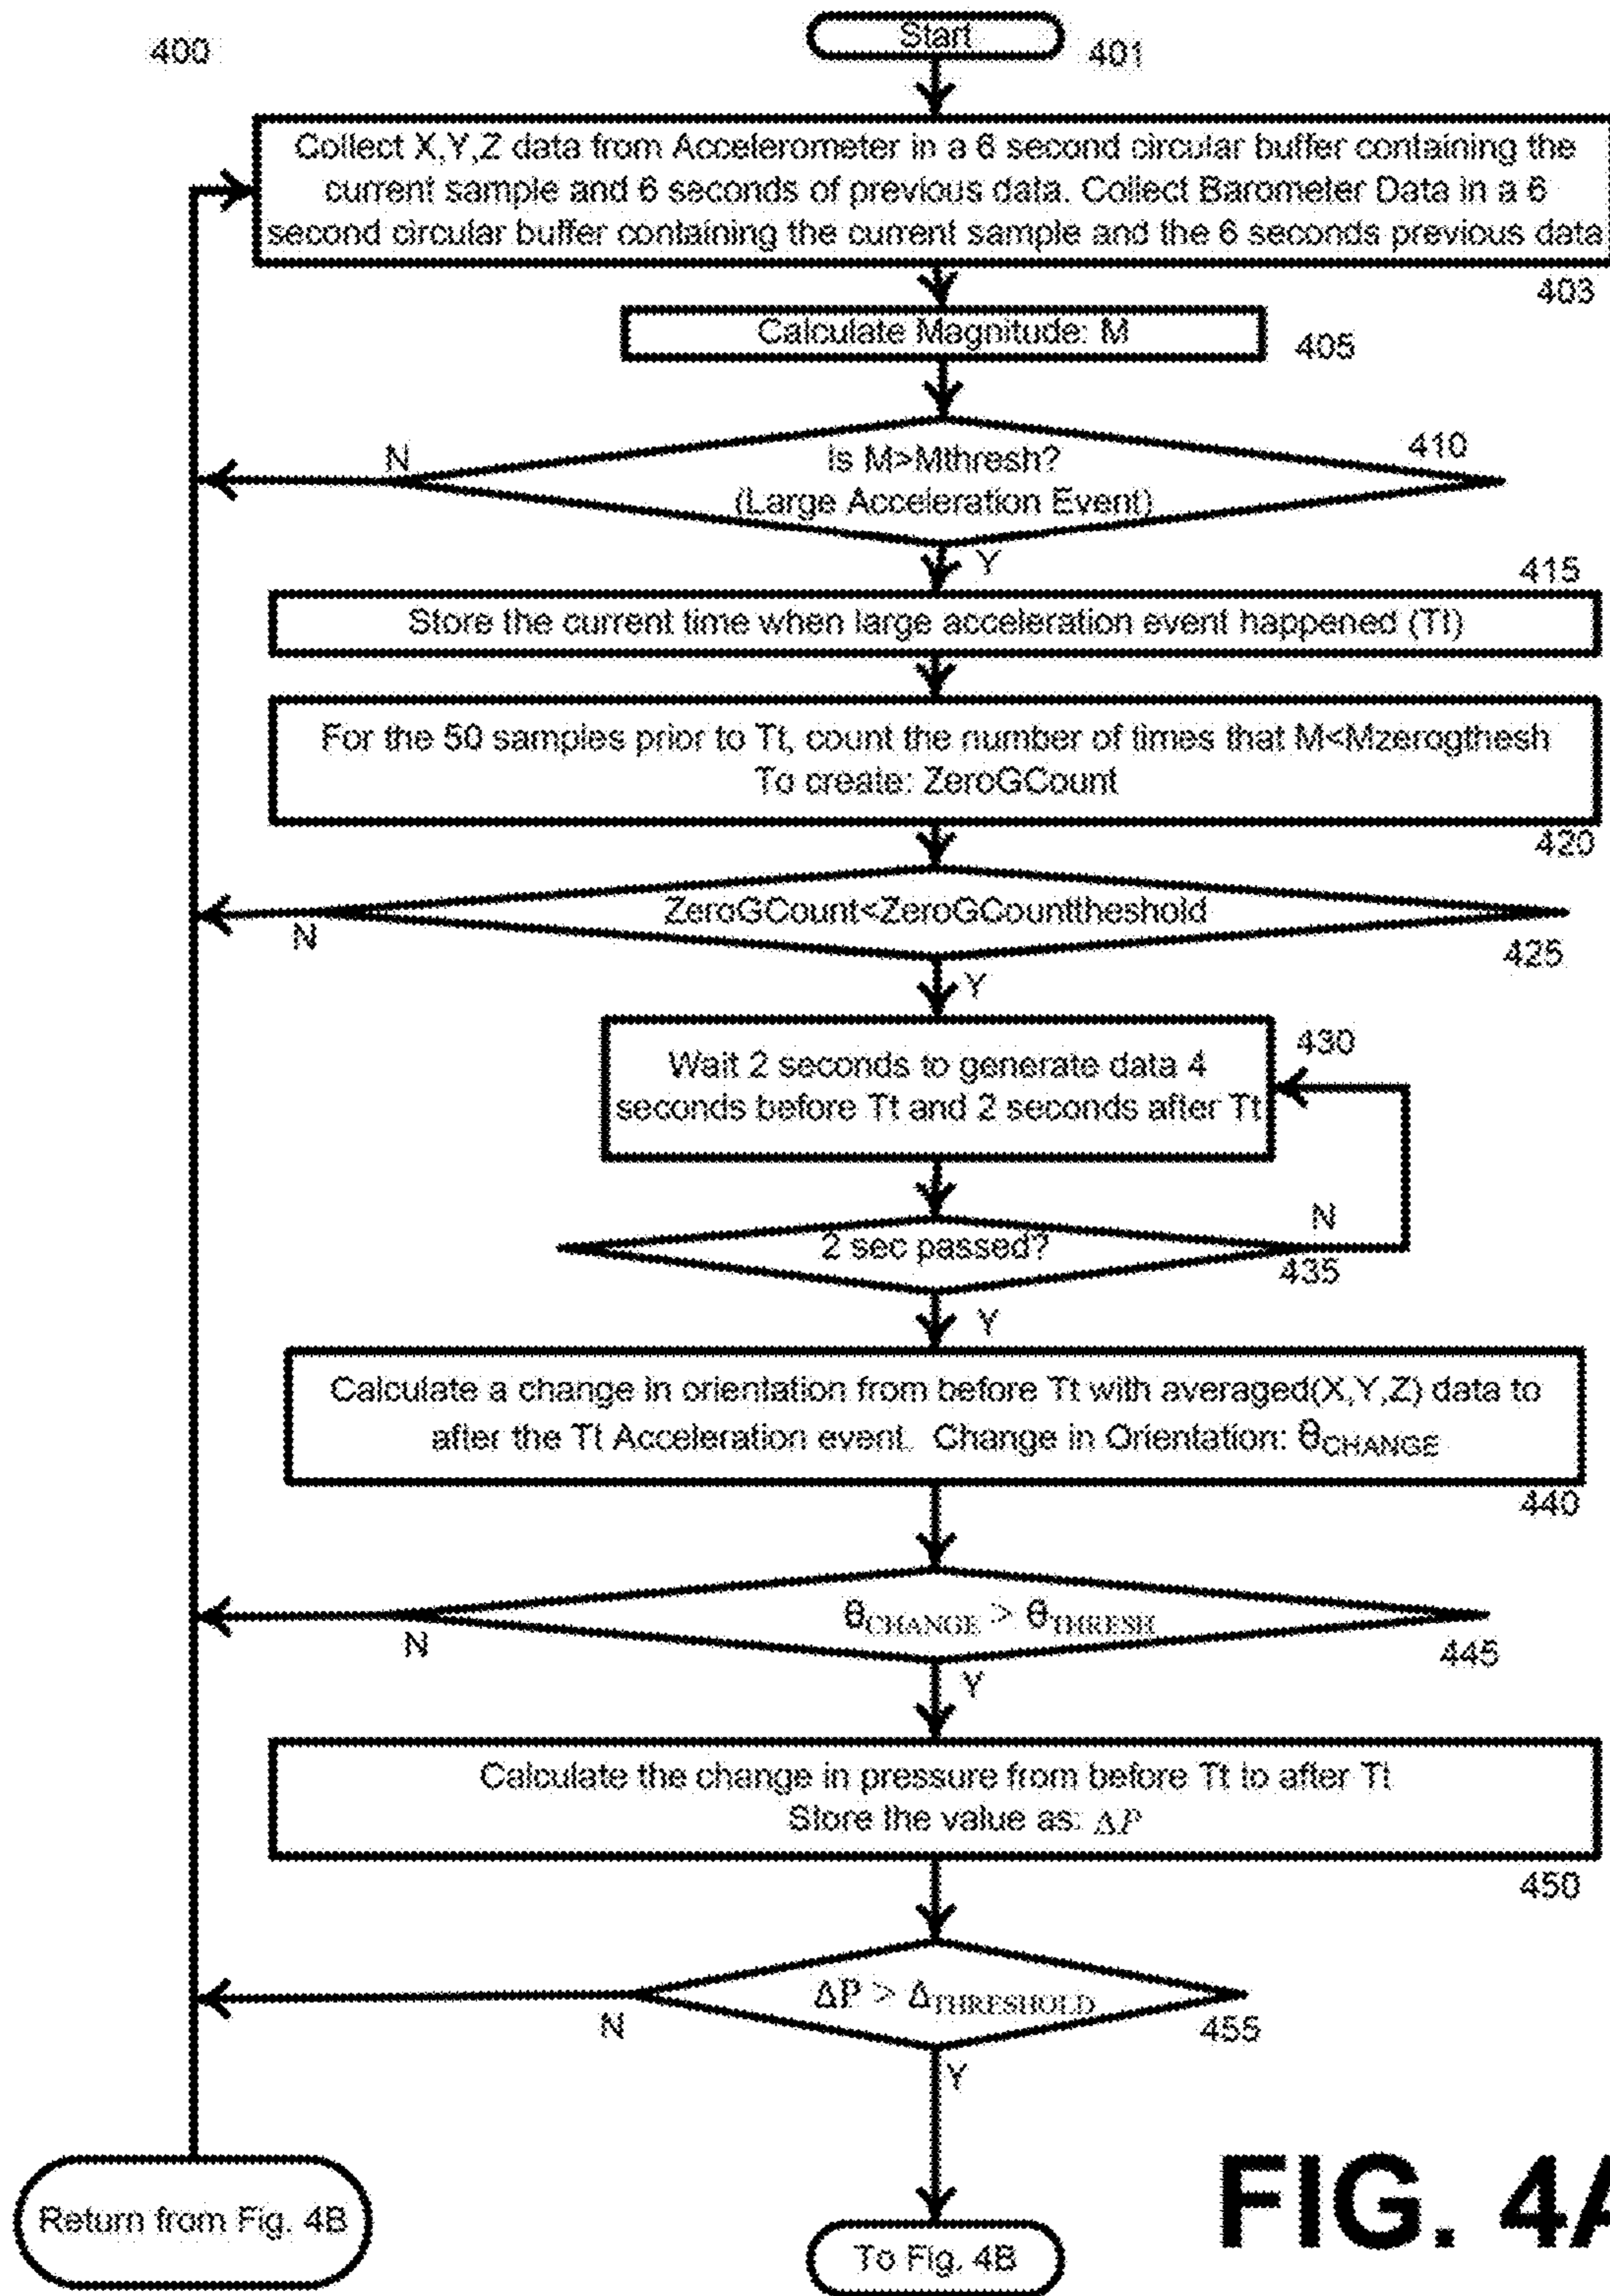 400
Start
401
Collect X,Y,Z data from Accelerometer in a 6 second circular buffer containing the
current sample and 6 seconds of previous data. Collect Barometer Data in a 6
second circular buffer containing the current sample and the 6 seconds previous data
403
Calculate Magnitude: M
405
N
Is M>Mthresh?
(Large Acceleration Event)
410
Y
415
Store the current time when large acceleration event happened (Tt)
For the 50 samples prior to Tt, count the number of times that M<Mzerogthesh
To create: ZeroGCount
420
ZeroGCount<ZeroGCounttheshold
N
425
Y
Wait 2 seconds to generate data 4
seconds before Tt and 2 seconds after Tt
430
2 sec passed?
N
435
Y
Calculate a change in orientation from before Tt with averaged(X,Y,Z) data to
after the Tt Acceleration event. Change in Orientation: θCHANGE
440
θCHANGE > θTHRESH
N
445
Y
Calculate the change in pressure from before Tt to after Tt
Store the value as: ΔP
450
ΔP > ΔTHRESHOLD
N
455
Y
Return from Fig. 4B
To Fig. 4B
FIG. 4A